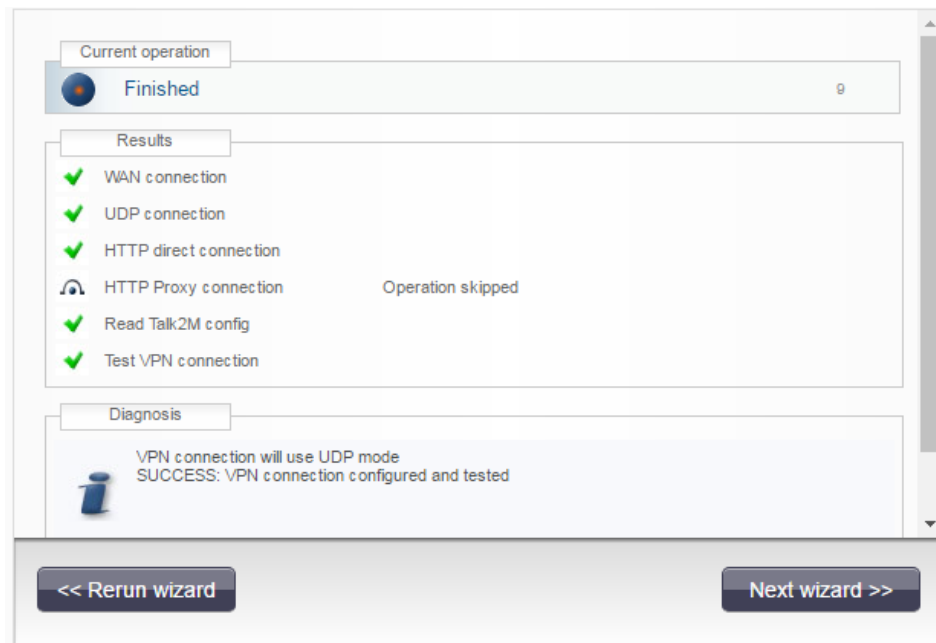 Current operation
Finished 9
Results
WAN connection
UDP connection
HTTP direct connection
HTTP Proxy connection Operation skipped
Read Talk2M config
Test VPN connection
Diagnosis
VPN connection will use UDP mode
SUCCESS: VPN connection configured and tested
<< Rerun wizard Next wizard >>